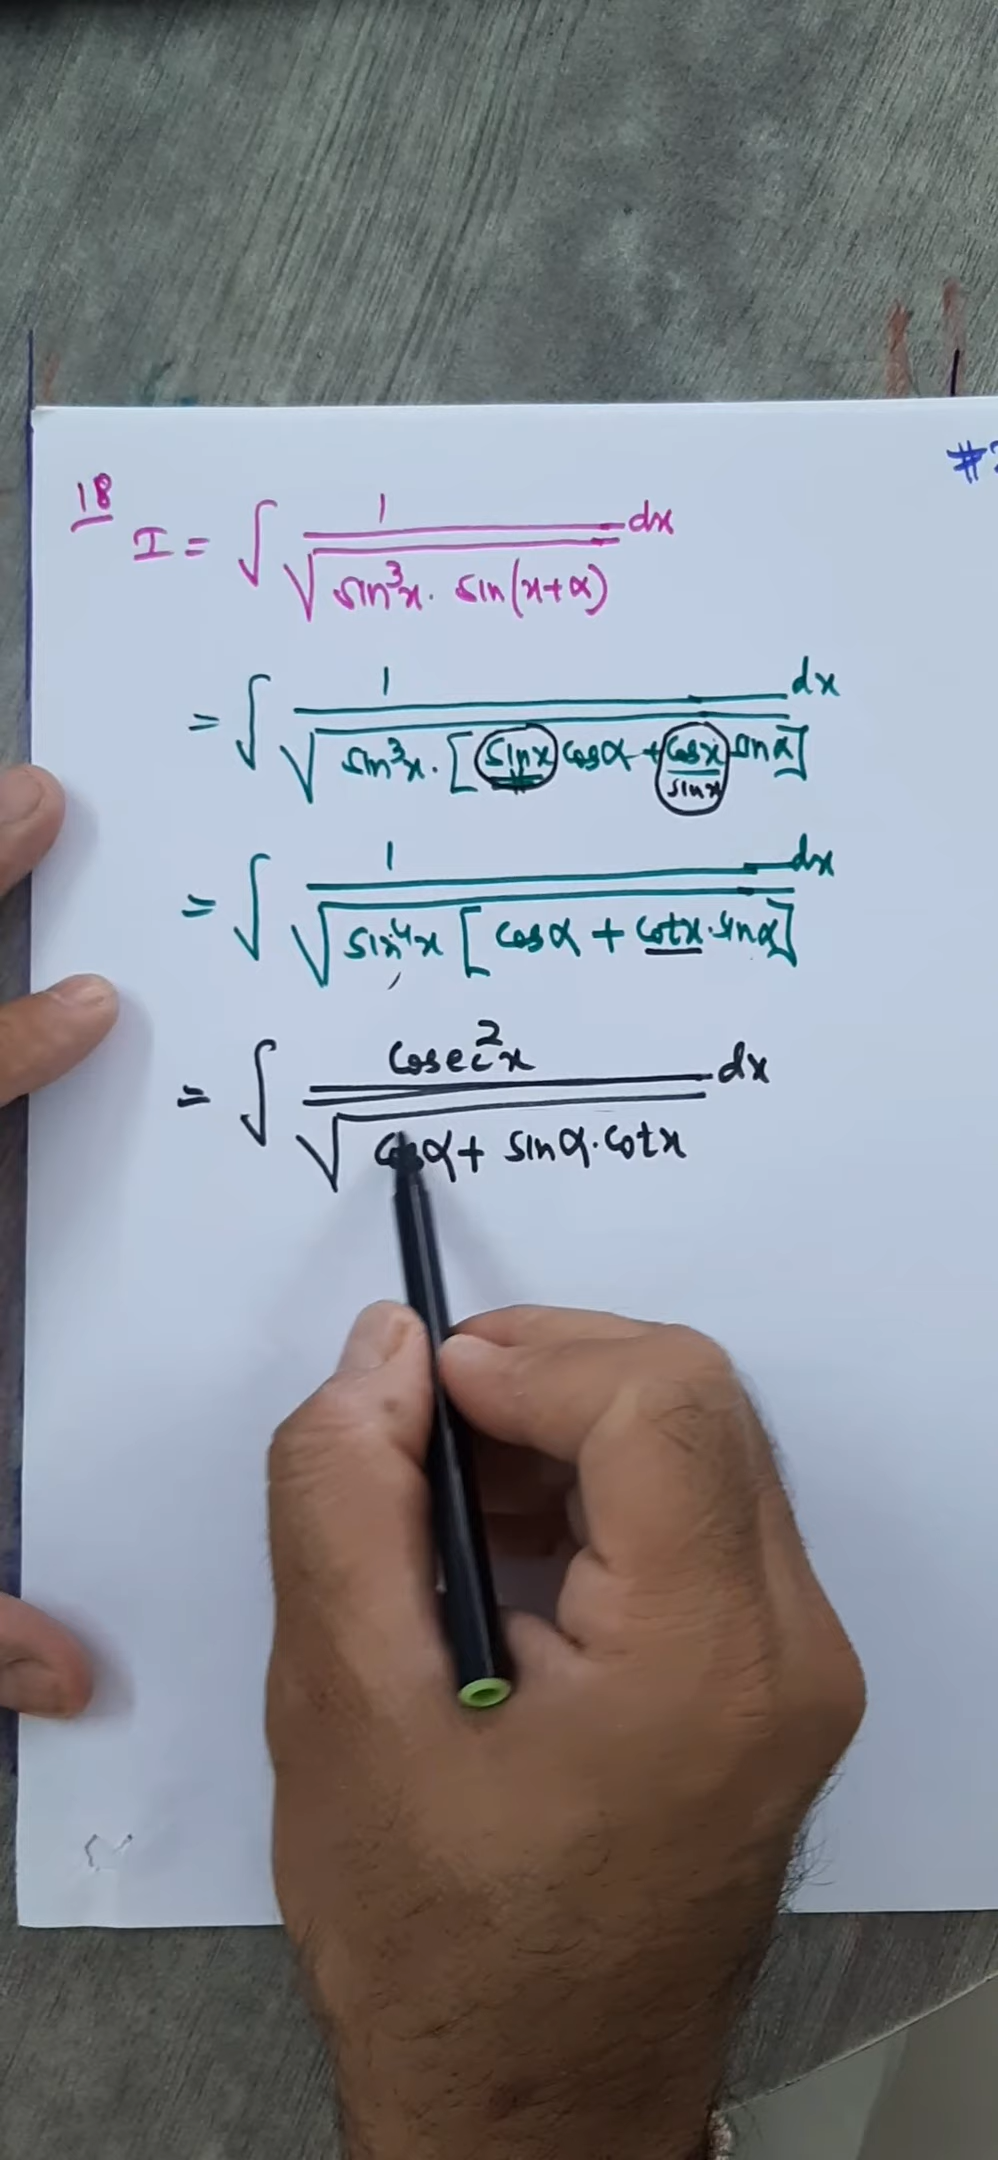 #
18
I = ∫ 1/√(sin³x · sin(x+α)) dx
= ∫ 1/√(sin³x · [sinx cosα + cosx/sinx sinα]) dx
= ∫ 1/√(sin⁴x [cosα + cotx · sinα]) dx
= ∫ cosec²x/√(cosα + sinα · cotx) dx